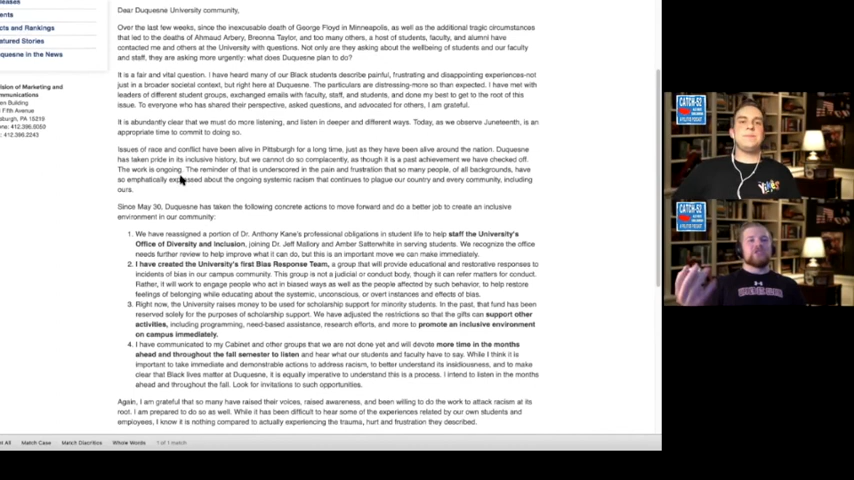 ents
cts and Rankings
atured Stories
quesne in the News
vision of Marketing and
mmunications
en Building
Fifth Avenue
sburgh, PA 15219
412.396.2243
Dear Duquesne University community,
Over the last few weeks, since the inexcusable death of George Floyd in Minneapolis, as well as the additional tragic circumstances
that led to the deaths of Ahmaud Arbery, Breonna Taylor, and too many others, a host of students, faculty, and alumni have
contacted me and others at the University with questions. Not only are they asking about the wellbeing of students and our faculty
and staff, they are asking more urgently: what does Duquesne plan to do?
It is a fair and vital question. I have heard many of our Black students describe painful, frustrating and disappointing experiences-not
just in a broader societal context, but right here at Duquesne. The particulars are distressing-more so than expected. I have met with
leaders of different student groups, exchanged emails with faculty, staff, and students, and done my best to get to the root of this
issue. To everyone who has shared their perspective, asked questions, and advocated for others, I am grateful.
It is abundantly clear that we must do more listening, and listen in deeper and different ways. Today, as we observe Juneteenth, is an
appropriate time to commit to doing so.
Issues of race and conflict have been alive in Pittsburgh for a long time, just as they have been alive around the nation. Duquesne
has taken pride in its inclusive history, but we cannot do so complacently, as though it is a past achievement we have checked off.
The work is ongoing. The reminder of that is underscored in the pain and frustration that so many people, of all backgrounds, have
so emphatically expressed about the ongoing systemic racism that continues to plague our country and every community, including
ours.
Since May 30, Duquesne has taken the following concrete actions to move forward and do a better job to create an inclusive
environment in our community:
1. We have reassigned a portion of Dr. Anthony Kane's professional obligations in student life to help staff the University's
Office of Diversity and Inclusion, joining Dr. Jeff Mallory and Amber Satterwhite in serving students. We recognize the office
needs further review to help improve what it can do, but this is an important move we can make immediately.
2. I have created the University's first Bias Response Team, a group that will provide educational and restorative responses to
incidents of bias in our campus community. This group is not a judicial or conduct body, though it can refer matters for conduct.
Rather, it will work to engage people who act in biased ways as well as the people affected by such behavior, to help restore
feelings of belonging while educating about the systemic, unconscious, or overt instances and effects of bias.
3. Right now, the University raises money to be used for scholarship support for minority students. In the past, that fund has been
reserved solely for the purposes of scholarship support. We have adjusted the restrictions so that the gifts can support other
activities, including programming, need-based assistance, research efforts, and more to promote an inclusive environment
on campus immediately.
4. I have communicated to my Cabinet and other groups that we are not done yet and will devote more time in the months
ahead and throughout the fall semester to listen and hear what our students and faculty have to say. While I think it is
important to take immediate and demonstrable actions to address racism, to better understand its insidiousness, and to make
clear that Black lives matter at Duquesne, it is equally imperative to understand this is a process. I intend to listen in the months
ahead and throughout the fall. Look for invitations to such opportunities.
Again, I am grateful that so many have raised their voices, raised awareness, and been willing to do the work to attack racism at its
root. I am prepared to do so as well. While it has been difficult to hear some of the experiences related by our own students and
employees, I know it is nothing compared to actually experiencing the trauma, hurt and frustration they described.
Match Case Match Diacritics Whole Words 1 of 1 match
CATCH-52
CATCH-52